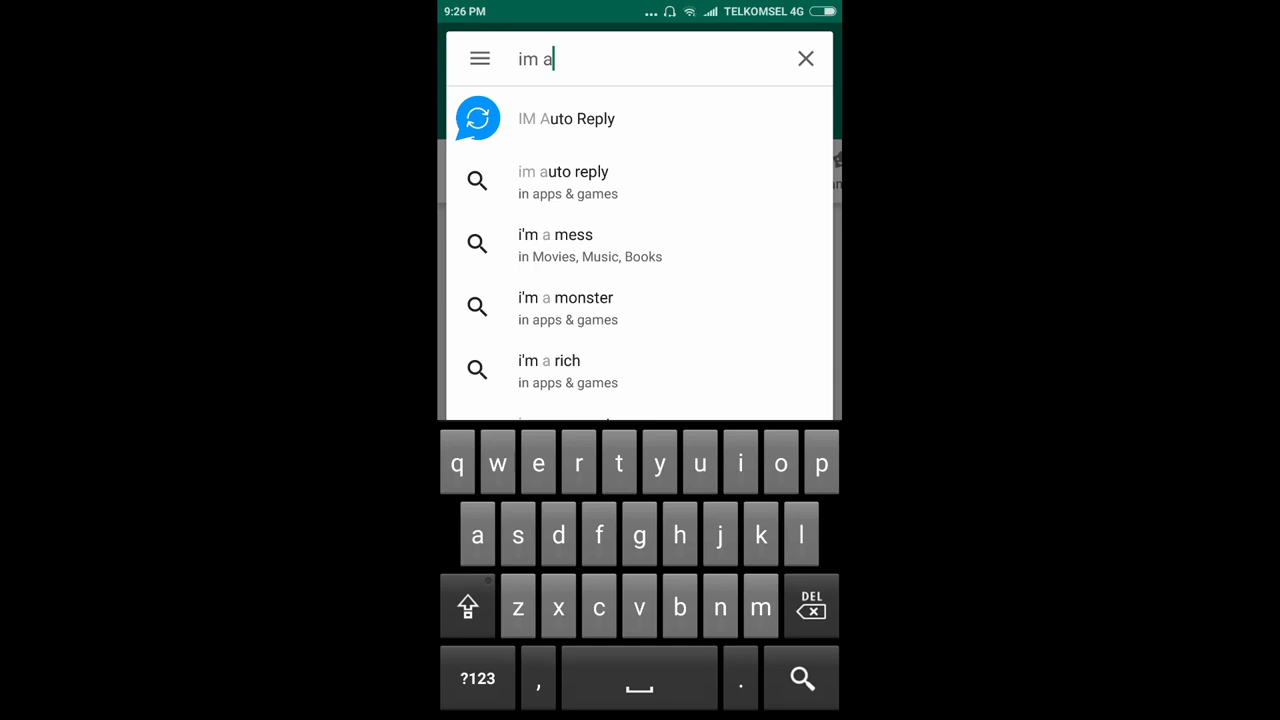 9:26 PM
... TELKOMSEL 4G
im a
IM Auto Reply
im auto reply
in apps & games
i'm a mess
in Movies, Music, Books
i'm a monster
in apps & games
i'm a rich
in apps & games
q w e r t y u i o p
a s d f g h j k l
z x c v b n m DEL
?123 , .